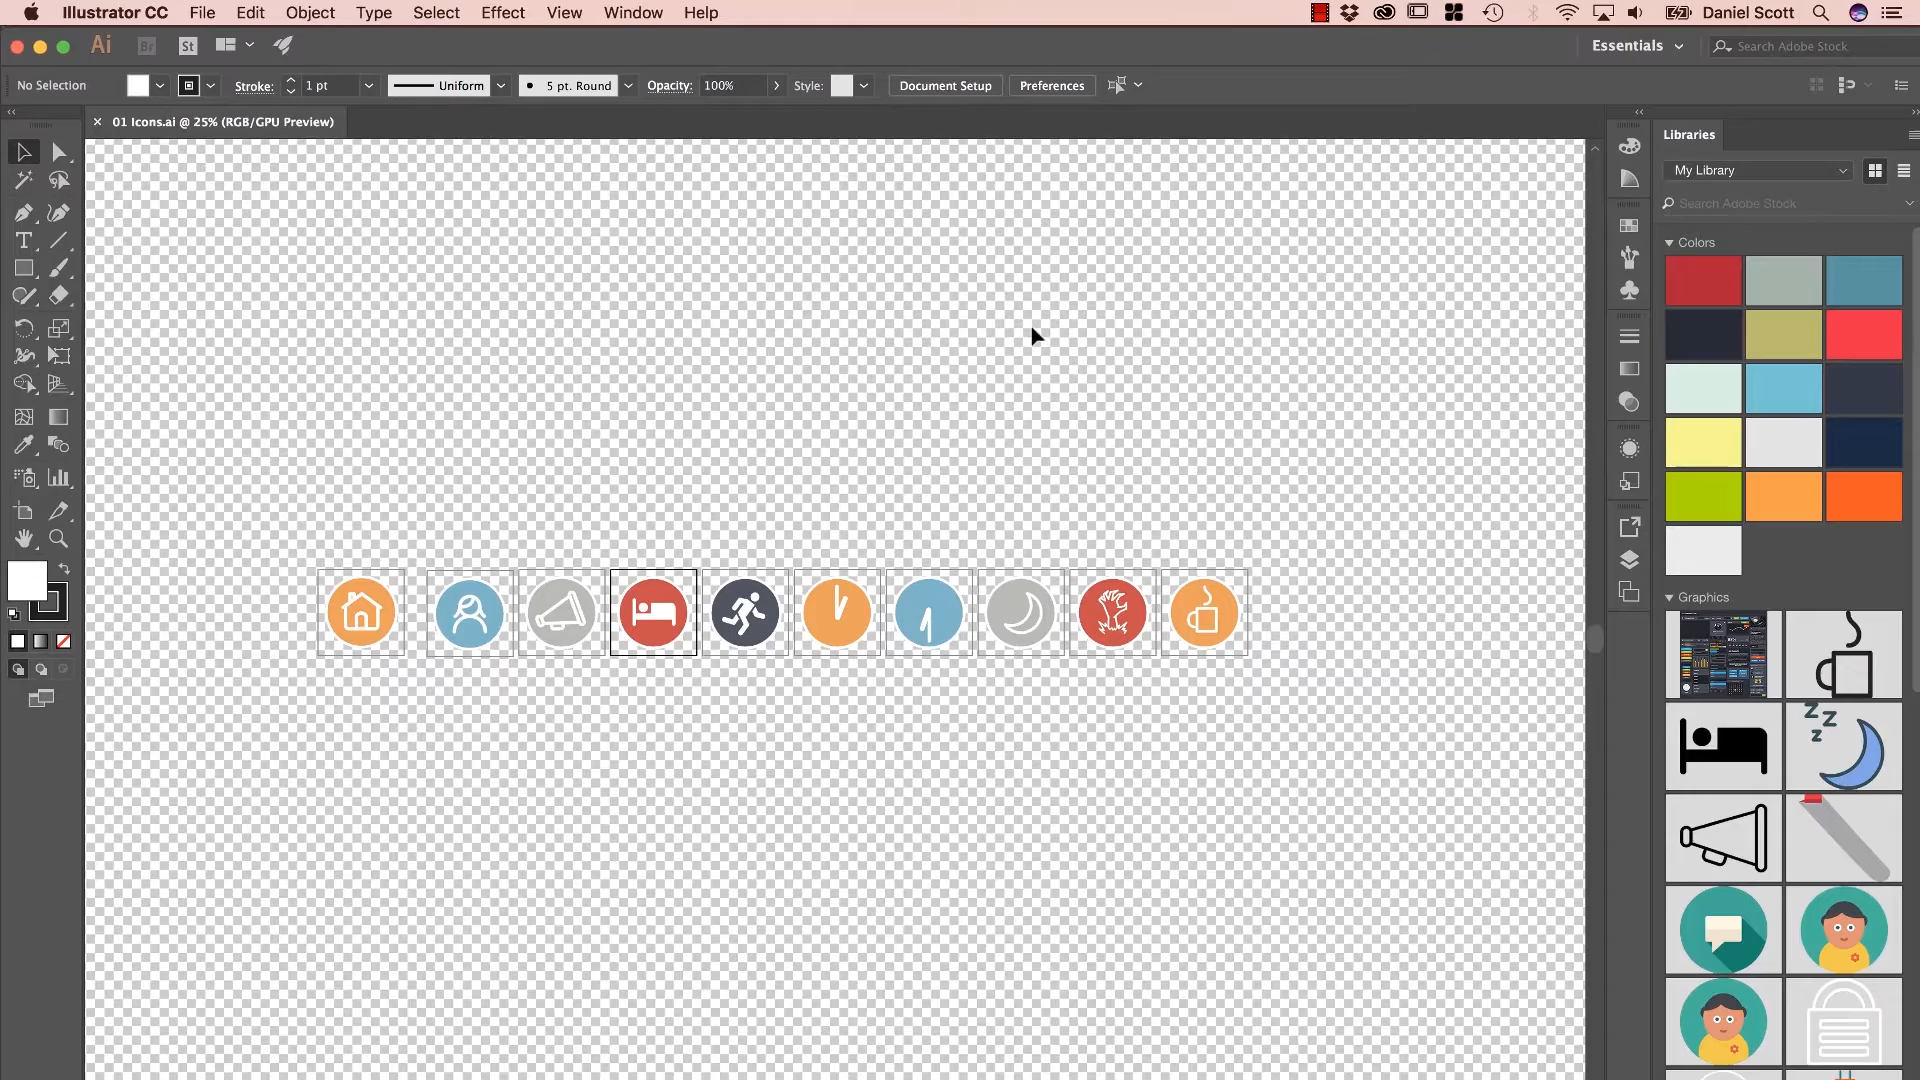 Illustrator CC File Edit Object Type Select Effect View Window Help Daniel Scott
Ai Br St Essentials Search Adobe Stock
No Selection Stroke: 1 pt Uniform 5 pt. Round Opacity: 100% Style: Document Setup Preferences
× 01 Icons.ai @ 25% (RGB/GPU Preview)
Libraries
My Library
Search Adobe Stock
Colors
Graphics
z z
z